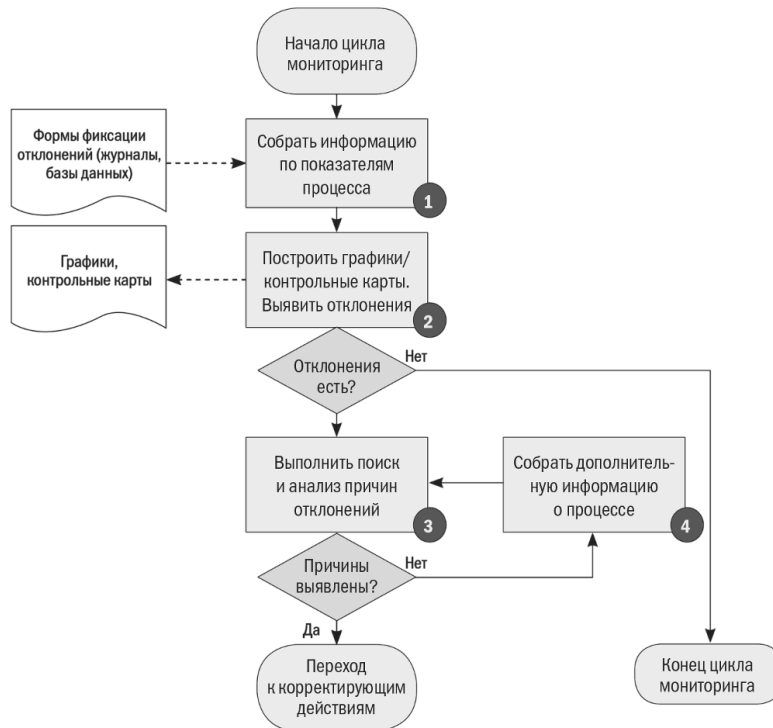 Начало цикла
мониторинга
Формы фиксации
отклонений (журналы,
базы данных)
Собрать информацию
по показателям
процесса
1
Графики,
контрольные карты
Построить графики/
контрольные карты.
Выявить отклонения
2
Отклонения
есть?
Нет
Выполнить поиск
и анализ причин
отклонений
3
Собрать дополнитель-
ную информацию
о процессе
4
Причины
выявлены?
Нет
Да
Переход
к корректирующим
действиям
Конец цикла
мониторинга